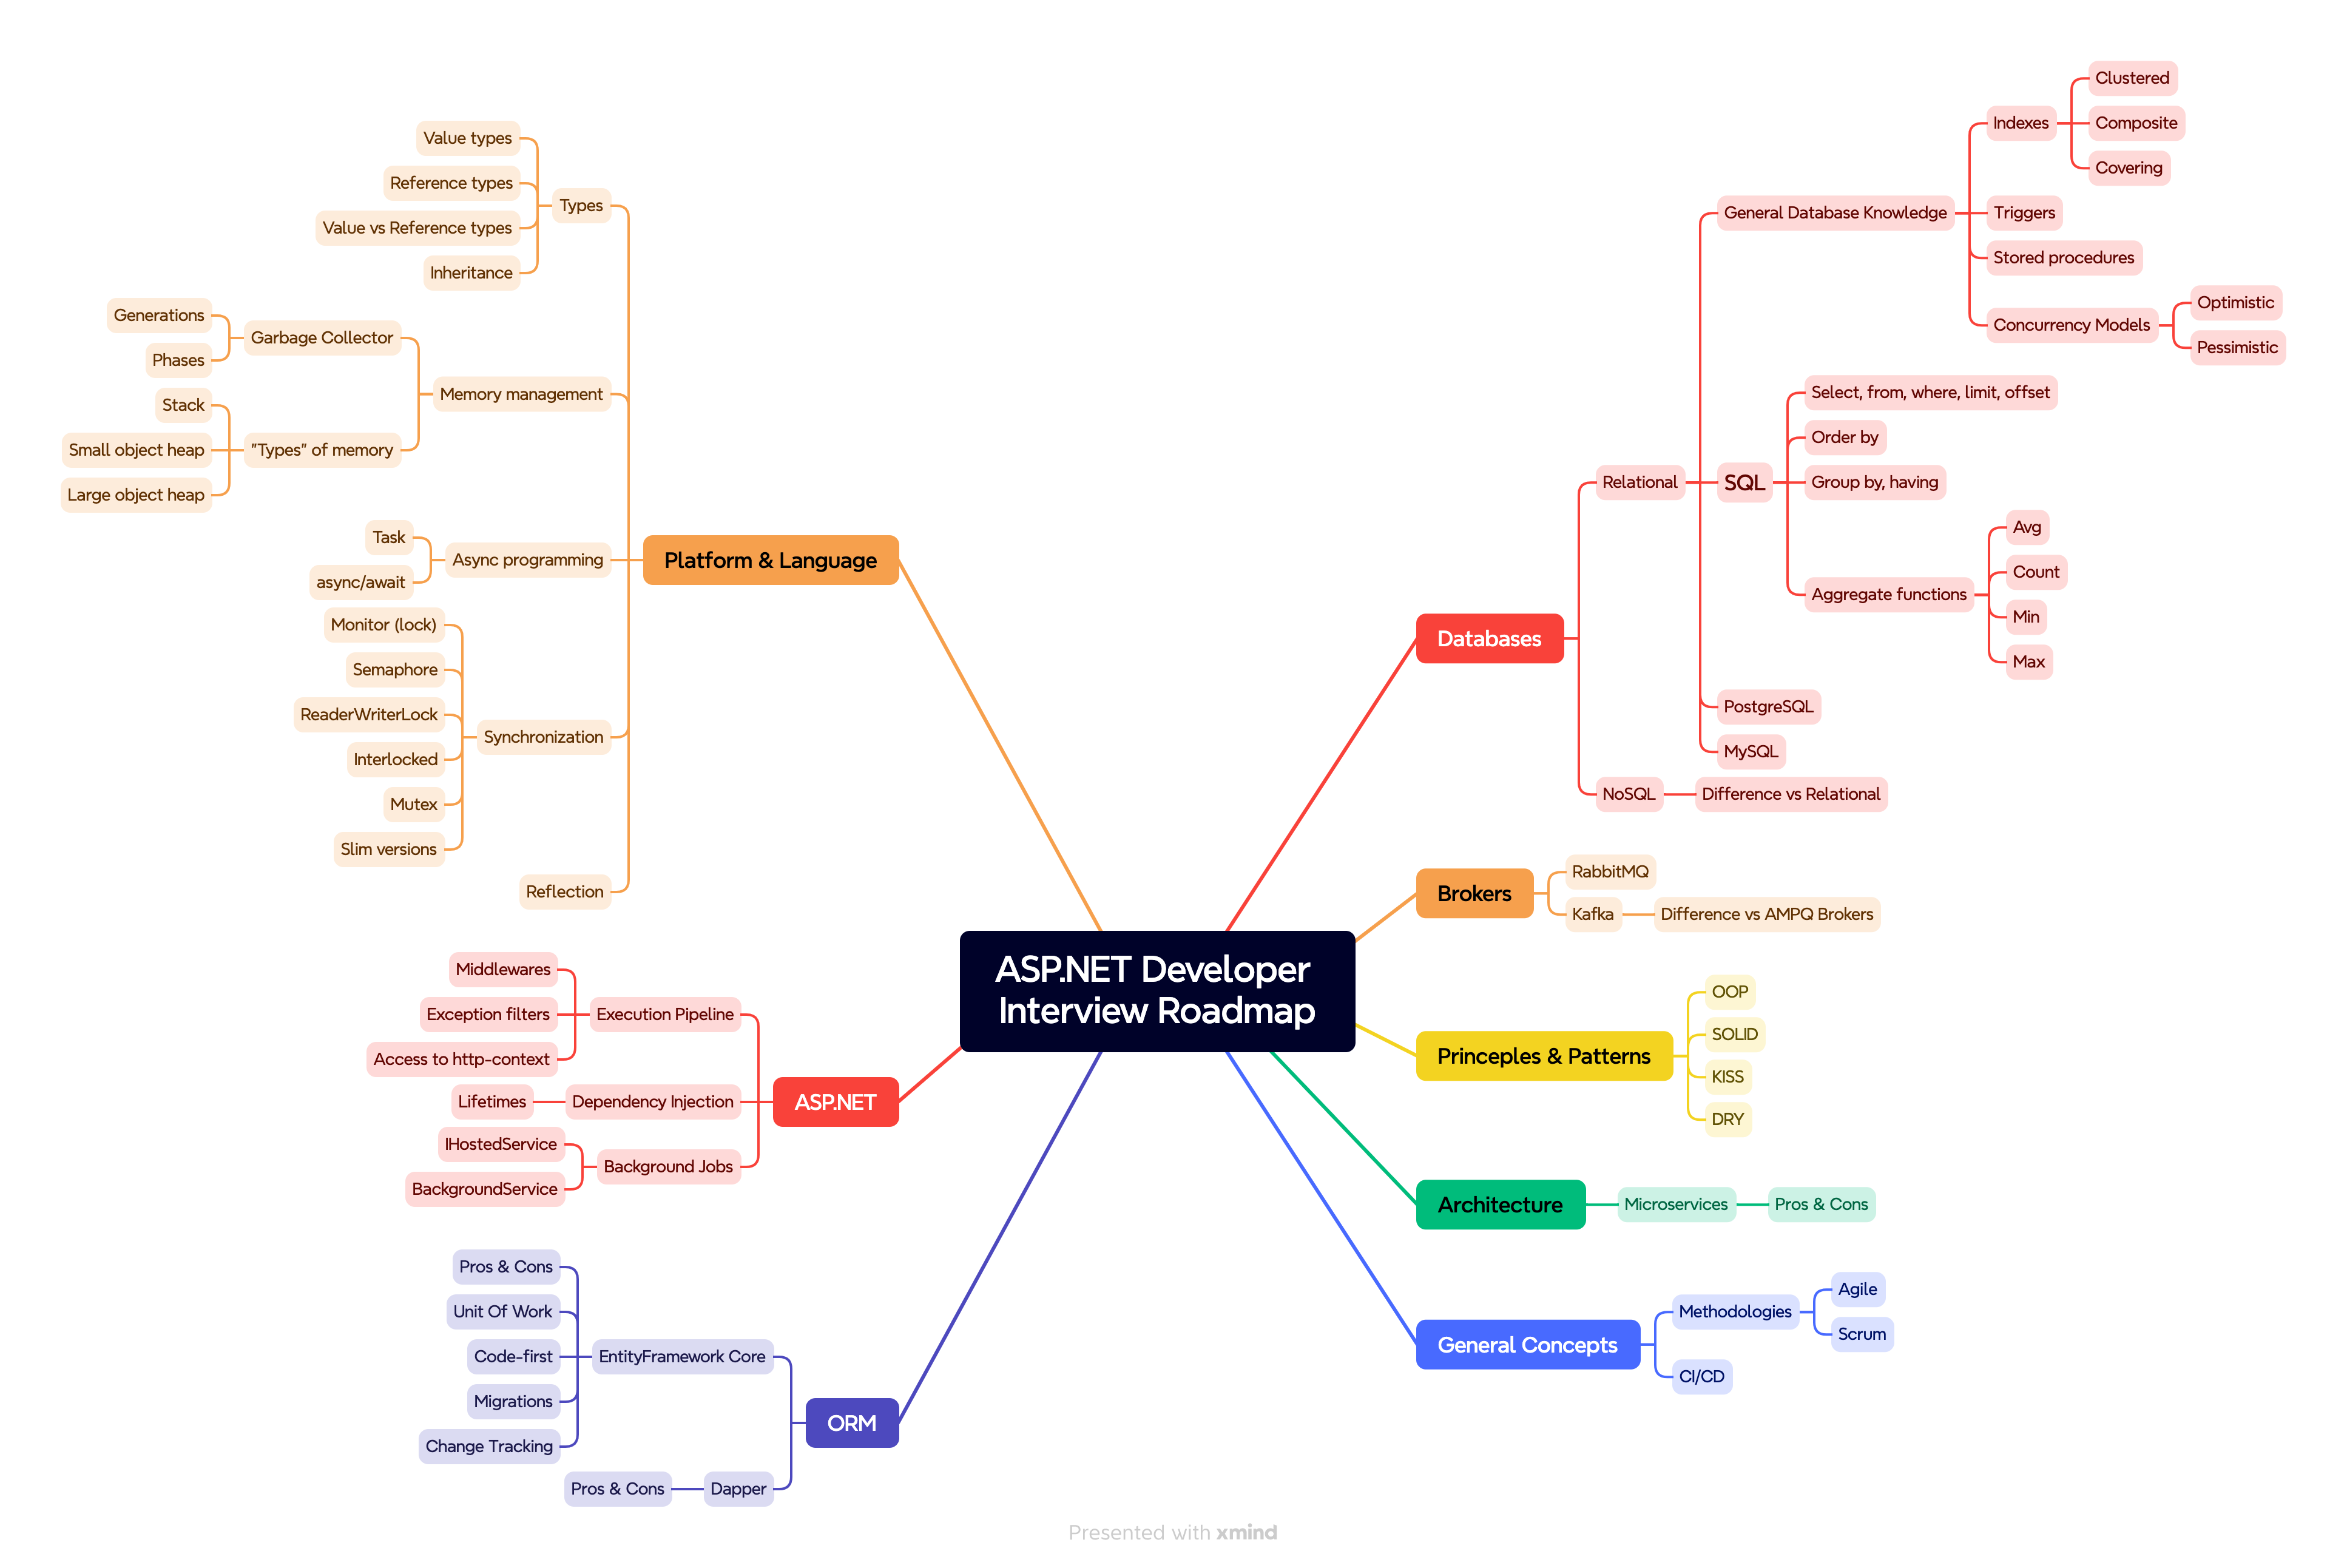 ASP.NET Developer
Interview Roadmap
Databases
Relational
General Database Knowledge
Indexes
Clustered
Composite
Covering
Triggers
Stored procedures
Concurrency Models
Optimistic
Pessimistic
SQL
Select, from, where, limit, offset
Order by
Group by, having
Aggregate functions
Avg
Count
Min
Max
PostgreSQL
MySQL
NoSQL
Difference vs Relational
Brokers
RabbitMQ
Kafka
Difference vs AMPQ Brokers
Princeples & Patterns
OOP
SOLID
KISS
DRY
Architecture
Microservices
Pros & Cons
General Concepts
Methodologies
Agile
Scrum
CI/CD
Platform & Language
Types
Value types
Reference types
Value vs Reference types
Inheritance
Memory management
Garbage Collector
Generations
Phases
"Types" of memory
Stack
Small object heap
Large object heap
Async programming
Task
async/await
Synchronization
Monitor (lock)
Semaphore
ReaderWriterLock
Interlocked
Mutex
Slim versions
Reflection
ASP.NET
Execution Pipeline
Middlewares
Exception filters
Access to http-context
Dependency Injection
Lifetimes
Background Jobs
IHostedService
BackgroundService
ORM
EntityFramework Core
Pros & Cons
Unit Of Work
Code-first
Migrations
Change Tracking
Dapper
Pros & Cons
Presented with xmind